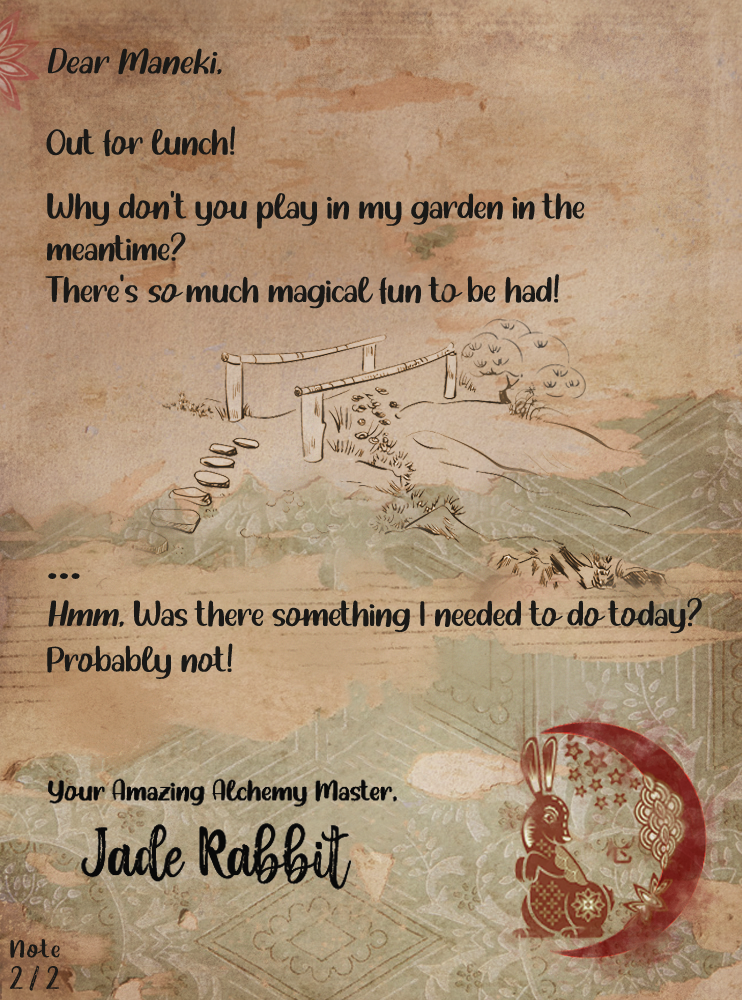 Dear Maneki,
Out for lunch!
Why don't you play in my garden in the
meantime?
There's so much magical fun to be had!
...
Hmm. Was there something I needed to do today?
Probably not!
Your Amazing Alchemy Master,
Jade Rabbit
Note
2/2